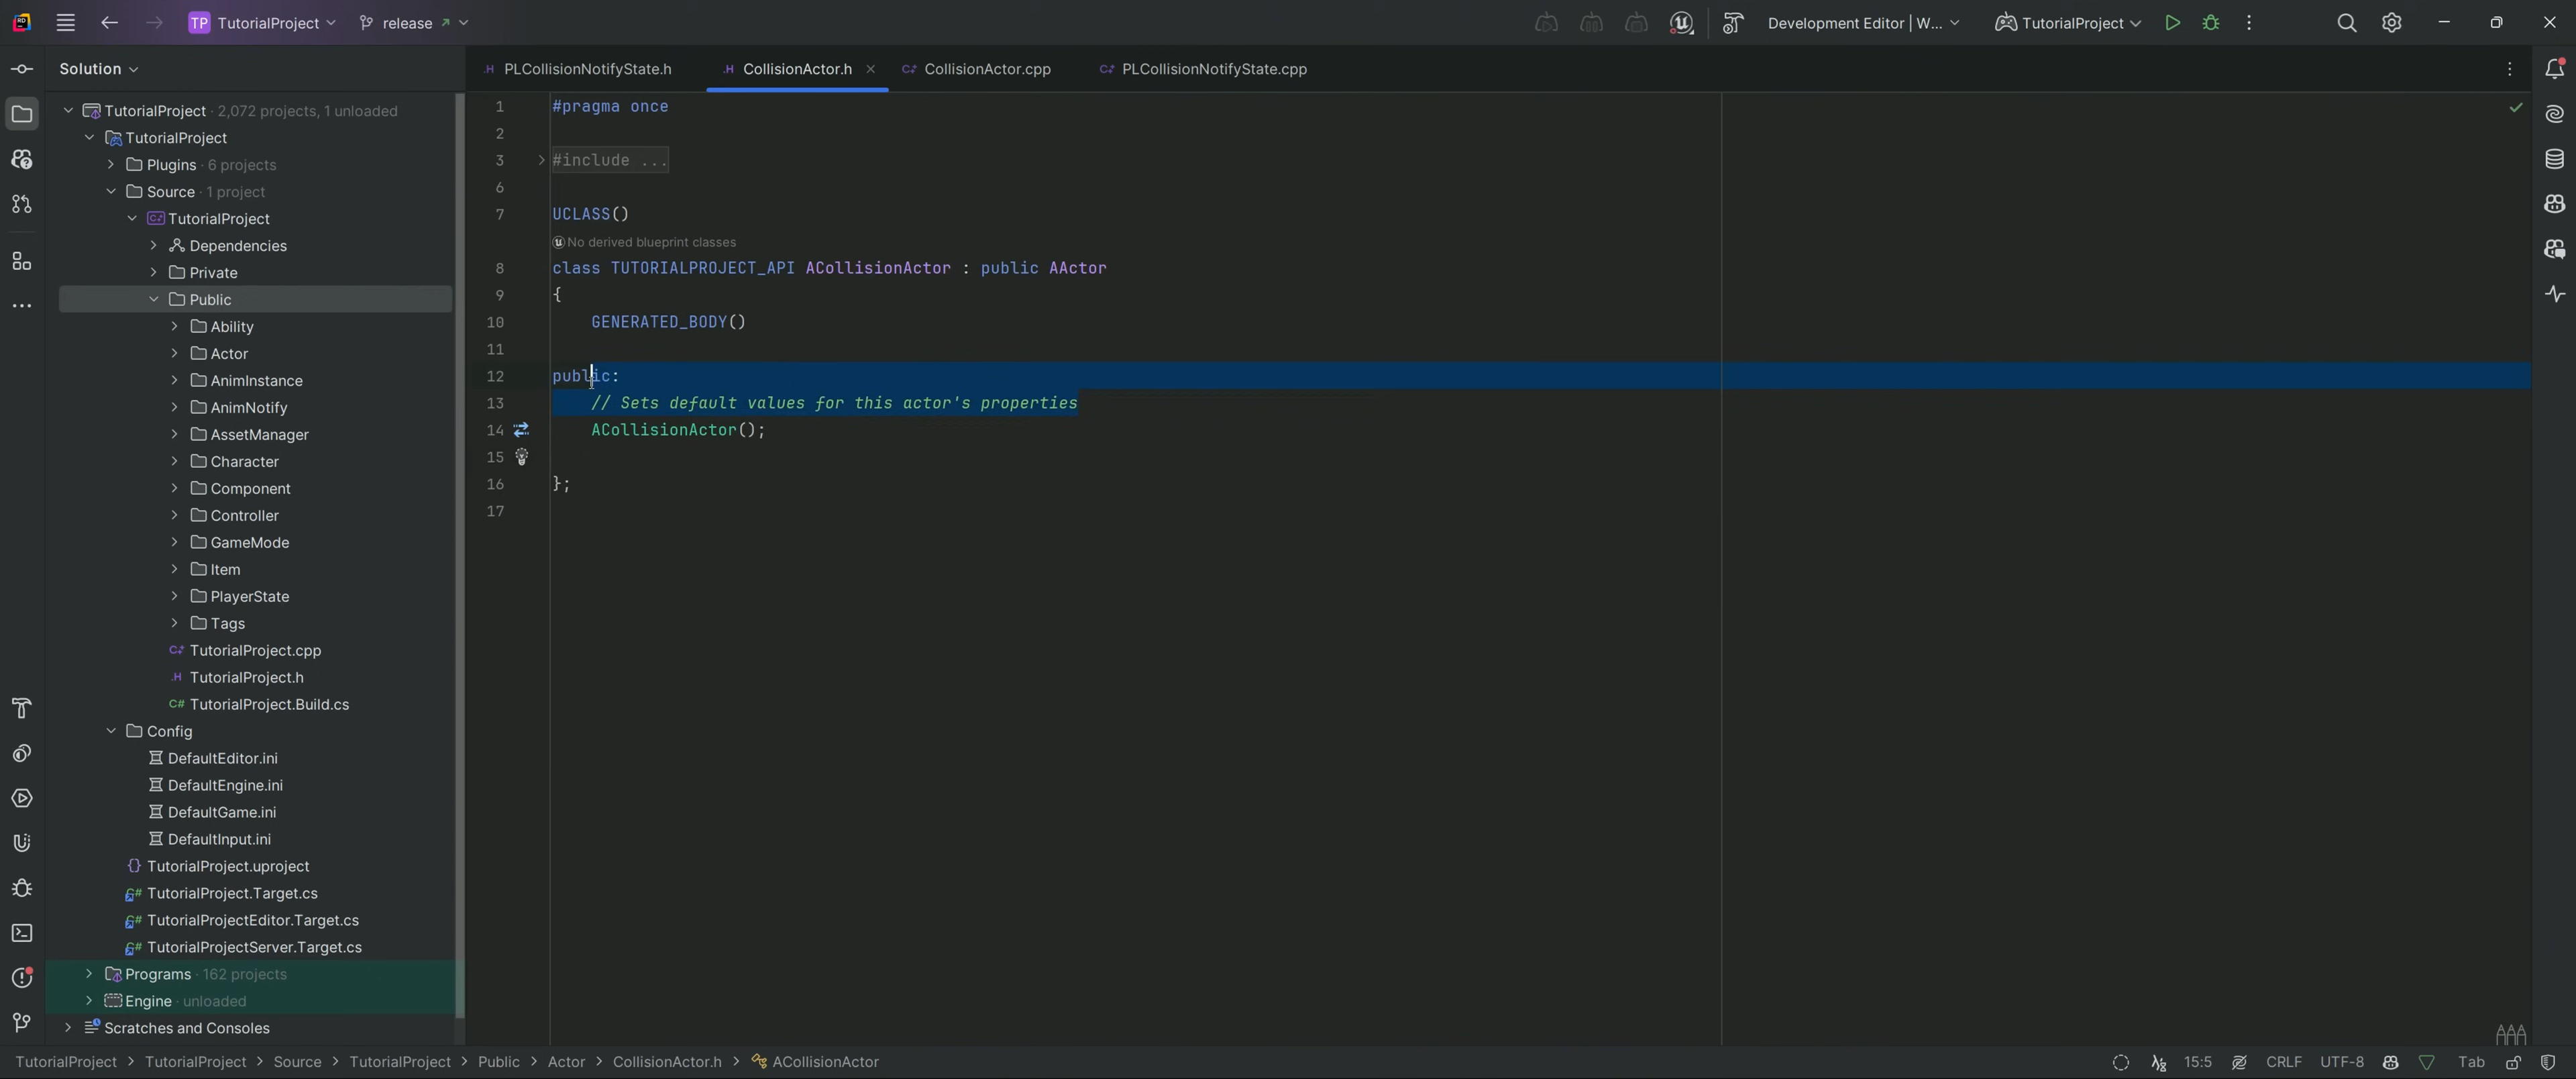 TP TutorialProject release Development Editor | W... TutorialProject
Solution
PLCollisionNotifyState.h CollisionActor.h CollisionActor.cpp PLCollisionNotifyState.cpp
TutorialProject · 2,072 projects, 1 unloaded
TutorialProject
Plugins · 6 projects
Source · 1 project
TutorialProject
Dependencies
Private
Public
Ability
Actor
AnimInstance
AnimNotify
AssetManager
Character
Component
Controller
GameMode
Item
PlayerState
Tags
TutorialProject.cpp
TutorialProject.h
TutorialProject.Build.cs
Config
DefaultEditor.ini
DefaultEngine.ini
DefaultGame.ini
DefaultInput.ini
TutorialProject.uproject
TutorialProject.Target.cs
TutorialProjectEditor.Target.cs
TutorialProjectServer.Target.cs
Programs · 162 projects
Engine · unloaded
Scratches and Consoles
1 #pragma once
2
3 #include ...
6
7 UCLASS()
No derived blueprint classes
8 class TUTORIALPROJECT_API ACollisionActor : public AActor
9 {
10 GENERATED_BODY()
11
12 public:
13 // Sets default values for this actor's properties
14 ACollisionActor();
15
16 };
17
TutorialProject > TutorialProject > Source > TutorialProject > Public > Actor > CollisionActor.h > ACollisionActor 15:5 CRLF UTF-8 Tab